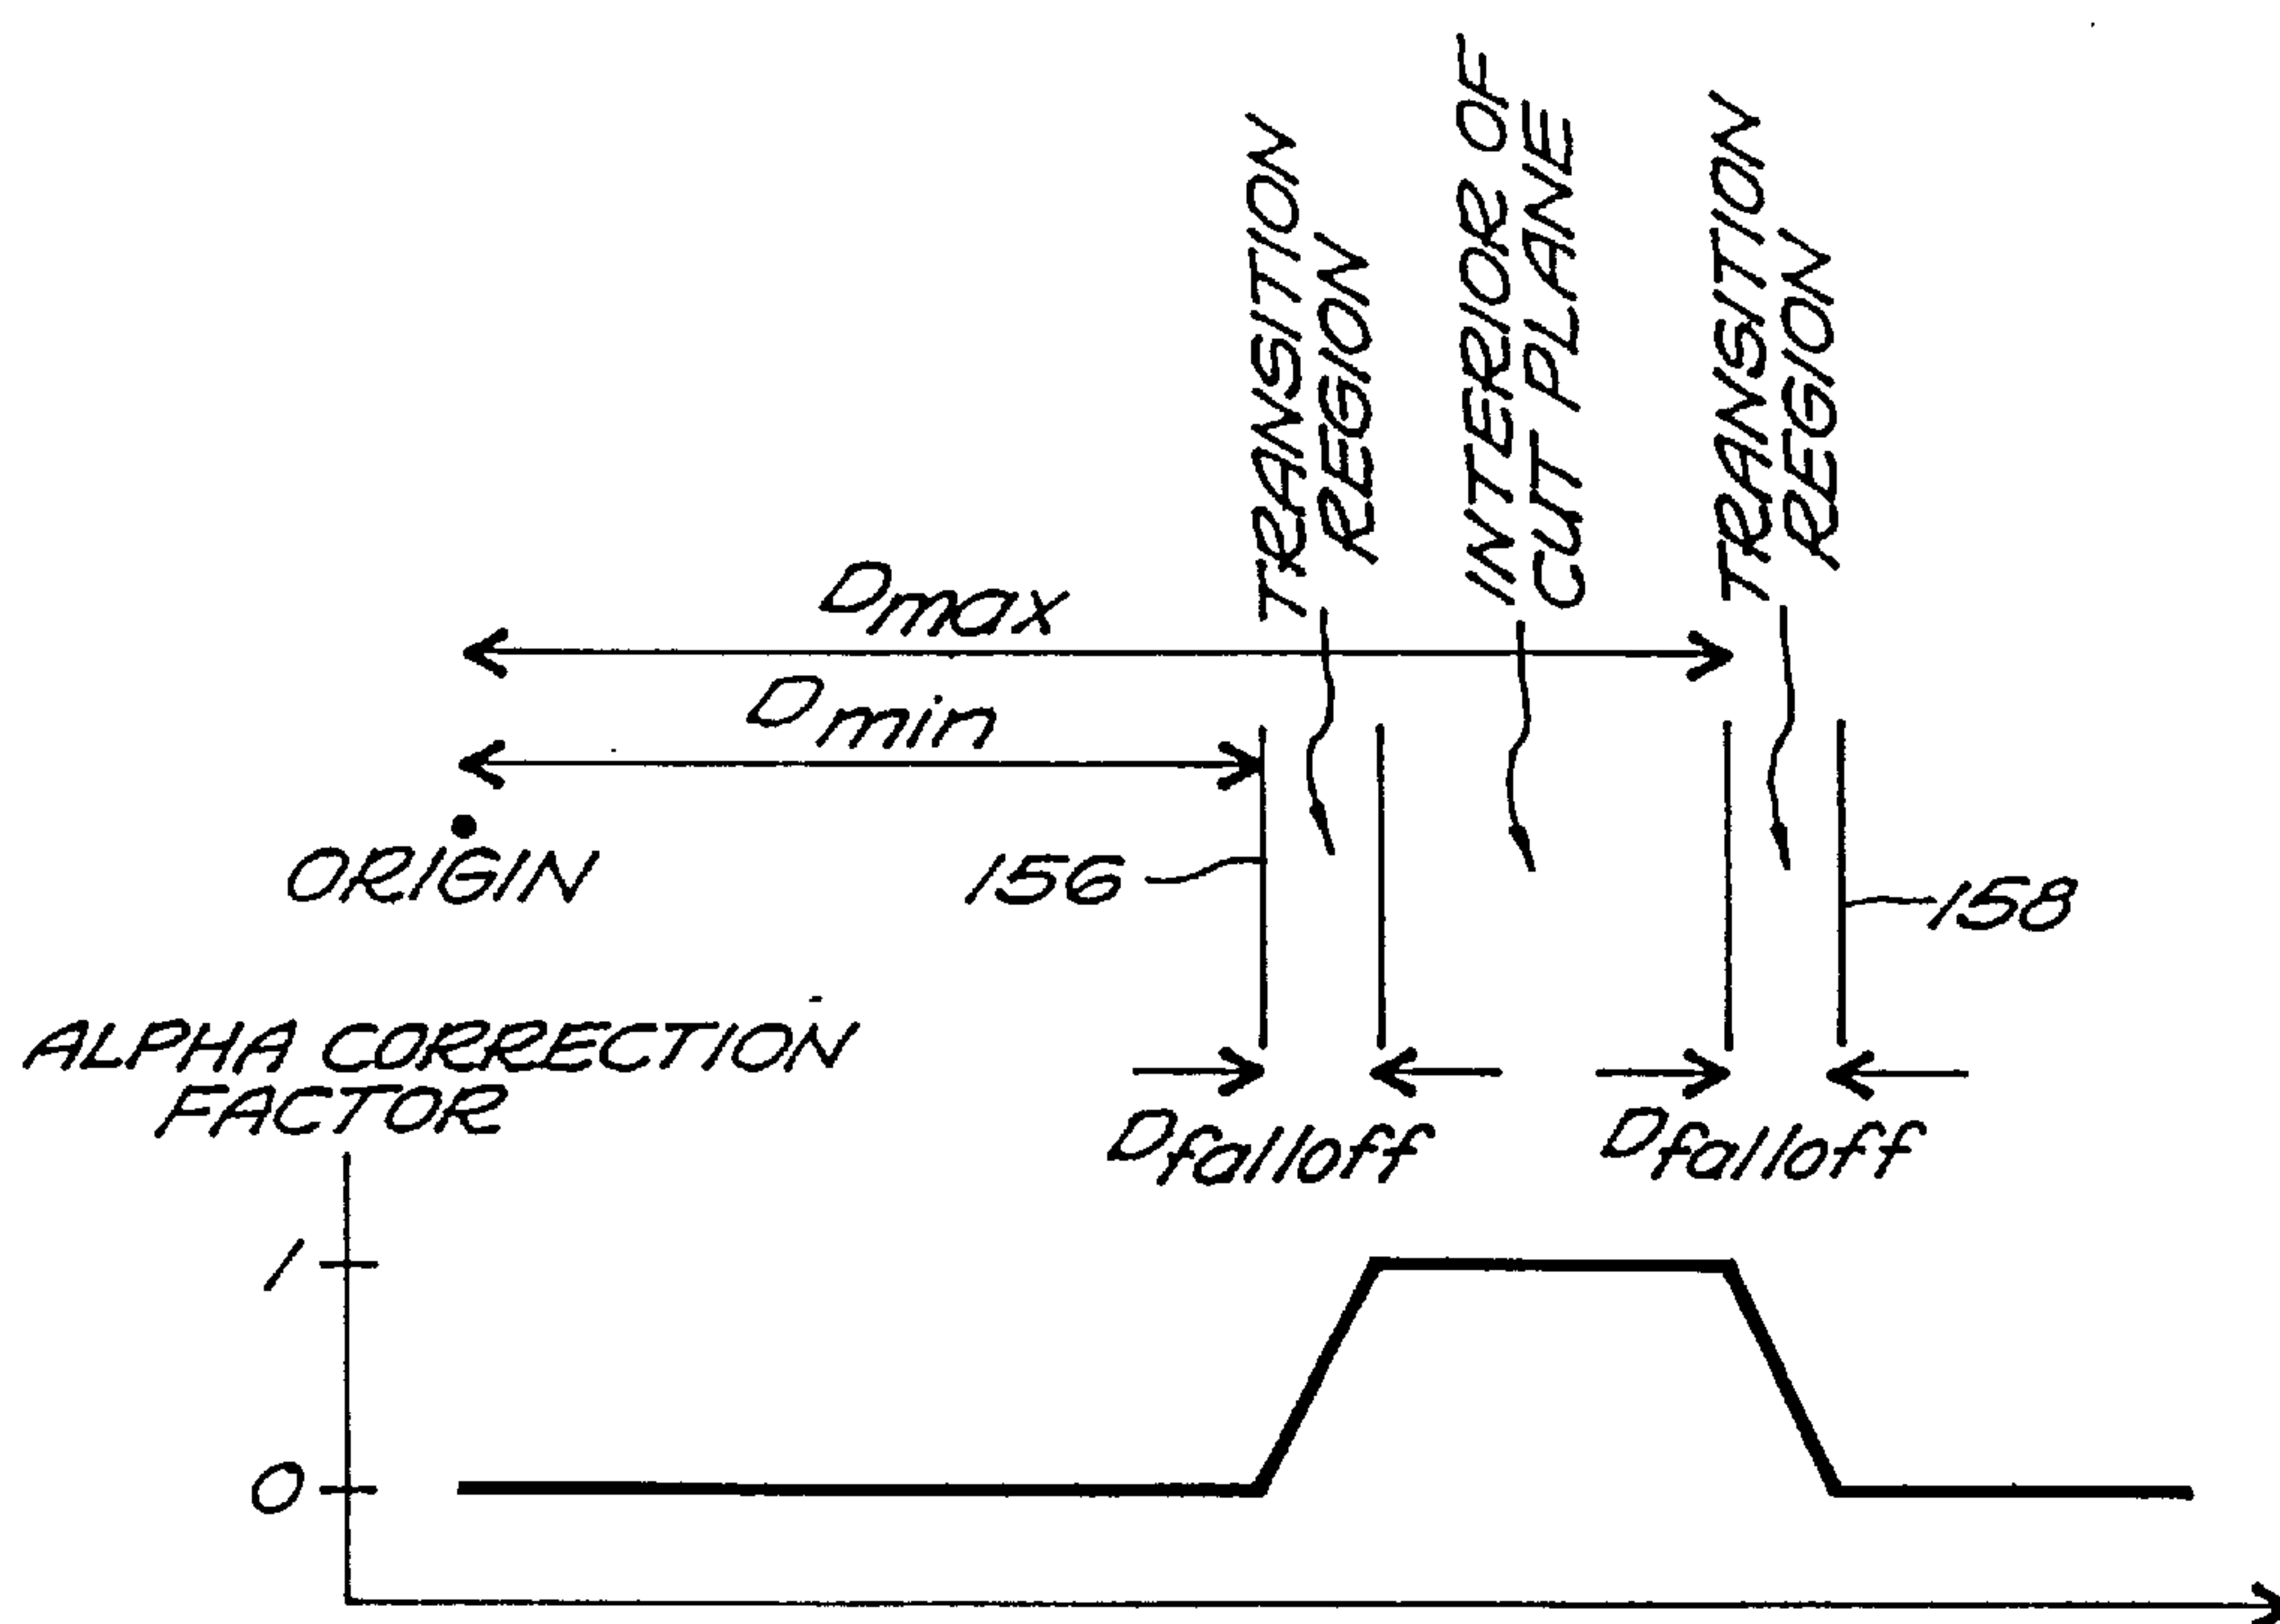 TRANSITION
REGION
INTERIOR OF
CUT PLANE
TRANSITION
REGION
Dmax
Dmin
ORIGIN
156
158
ALPHA CORRECTION
FACTOR
Dfalloff
Dfalloff
1
0